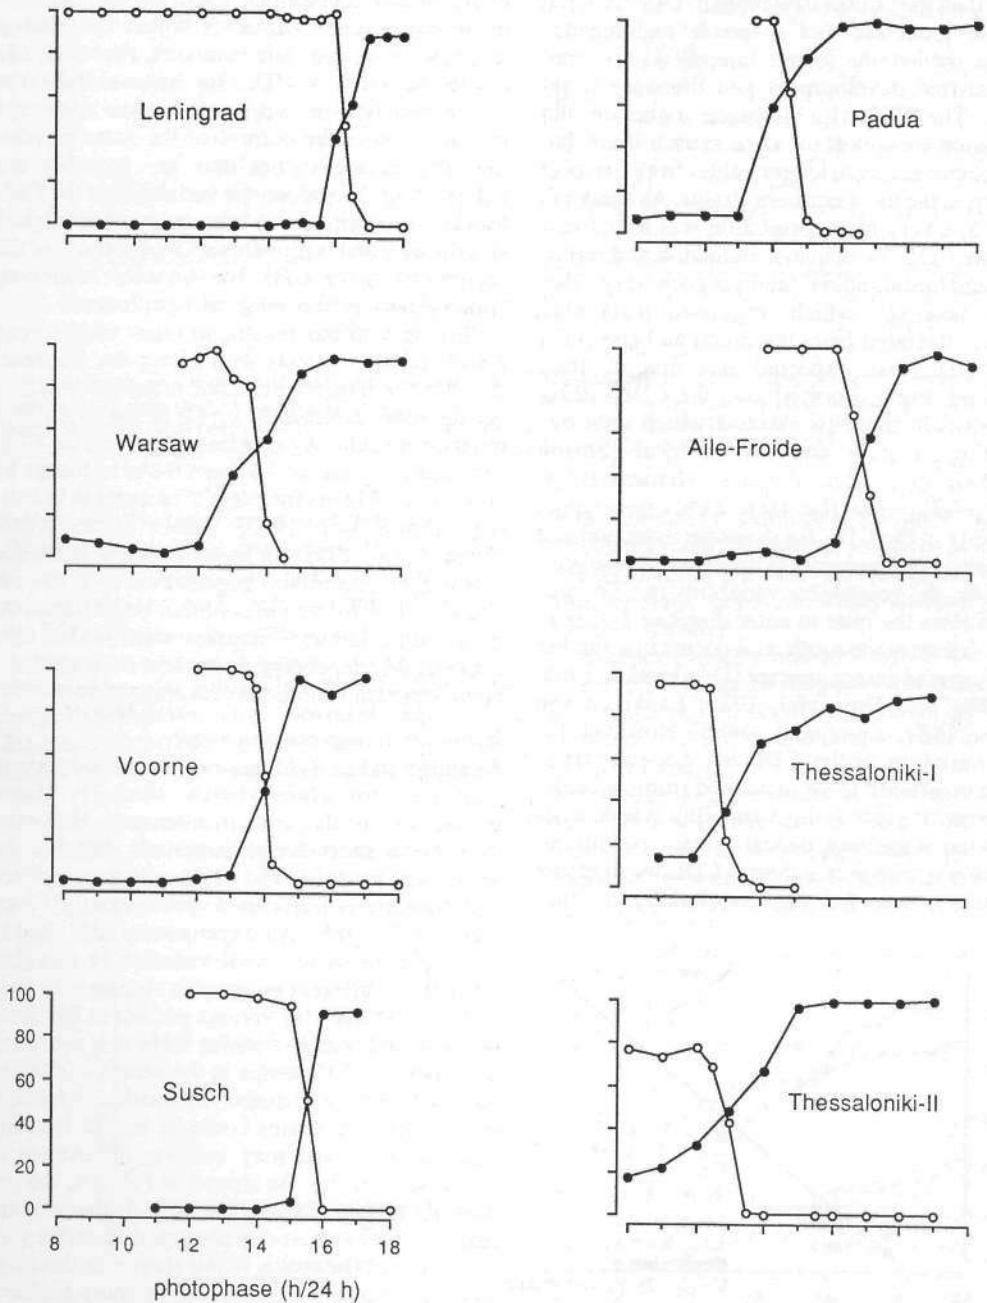 Leningrad
Padua
Warsaw
Aile-Froide
Voorne
Thessaloniki-I
100
80
60
40
20
0
Susch
Thessaloniki-II
8 10 12 14 16 18
photophase (h/24 h)